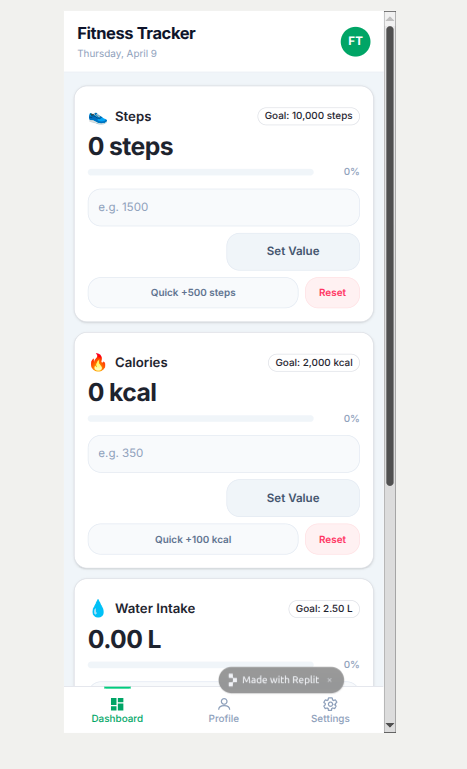 Fitness Tracker
Thursday, April 9
FT
Steps
Goal: 10,000 steps
0 steps
0%
e.g. 1500
Set Value
Quick +500 steps
Reset
Calories
Goal: 2,000 kcal
0 kcal
0%
e.g. 350
Set Value
Quick +100 kcal
Reset
Water Intake
Goal: 2.50 L
0.00 L
0%
Made with Replit ×
Dashboard
Profile
Settings